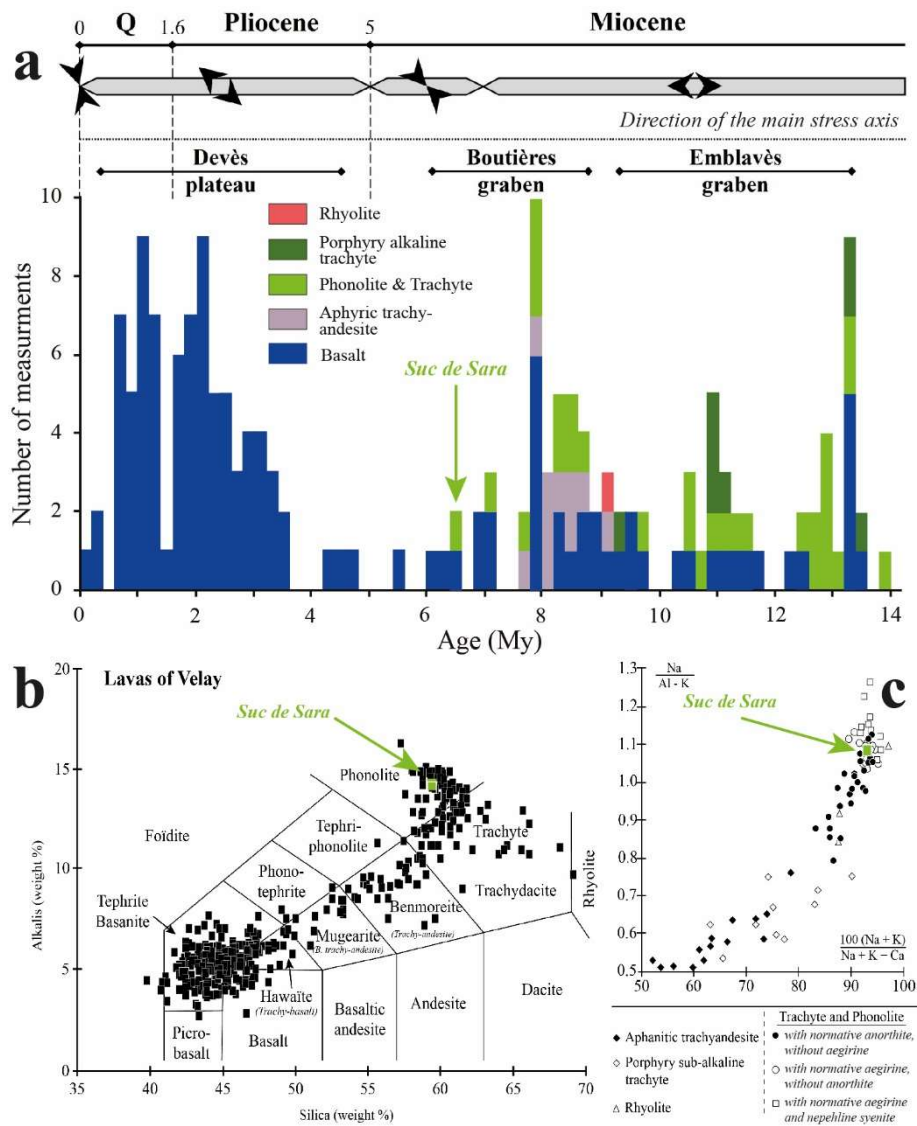 0 Q 1.6 Pliocene 5 Miocene
a
Direction of the main stress axis
Devès
plateau
Boutières
graben
Emblavès
graben
10
8
6
4
2
0
Number of measurments
Rhyolite
Porphyry alkaline
trachyte
Phonolite & Trachyte
Aphyric trachy-
andesite
Basalt
Suc de Sara
0 2 4 6 8 10 12 14
Age (My)
b
Lavas of Velay
20
15
10
5
0
Alkalis (weight %)
Suc de Sara
Phonolite
Foïdite
Tephri-
phonolite
Trachyte
Phono-
tephrite
Trachydacite
Rhyolite
Tephrite
Basanite
Benmoreite
(Trachy-andesite)
Mugearite
(B. trachy-andesite)
Hawaïte
(Trachy-basalt)
Picro-
basalt
Basalt
Basaltic
andesite
Andesite
Dacite
35 40 45 50 55 60 65 70
Silica (weight %)
c
1.3
1.2
1.1
1.0
0.9
0.8
0.7
0.6
0.5
Na
Al - K
Suc de Sara
100 (Na + K)
Na + K – Ca
50 60 70 80 90 100
Aphanitic trachyandesite
Porphyry sub-alkaline
trachyte
Rhyolite
Trachyte and Phonolite
with normative anorthite,
without aegirine
with normative aegirine,
without anorthite
with normative aegirine
and nepehline syenite